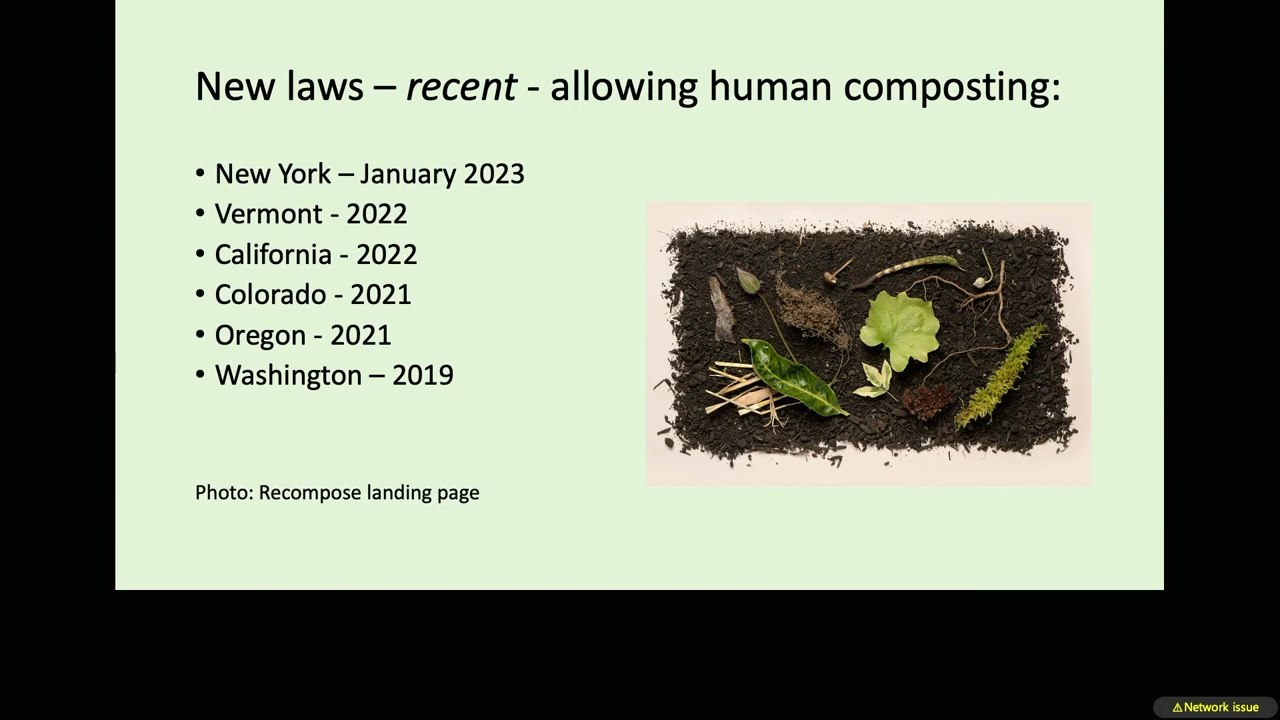 New laws – recent - allowing human composting:
• New York – January 2023
• Vermont - 2022
• California - 2022
• Colorado - 2021
• Oregon - 2021
• Washington – 2019
Photo: Recompose landing page
⚠Network issue